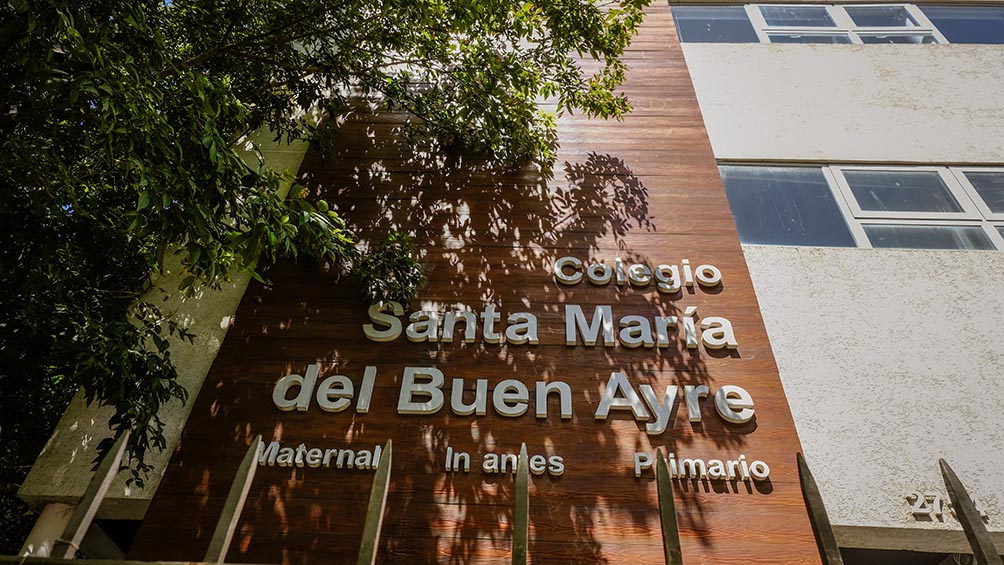 Colegio
Santa María
del Buen Ayre
Maternal In antes Primario